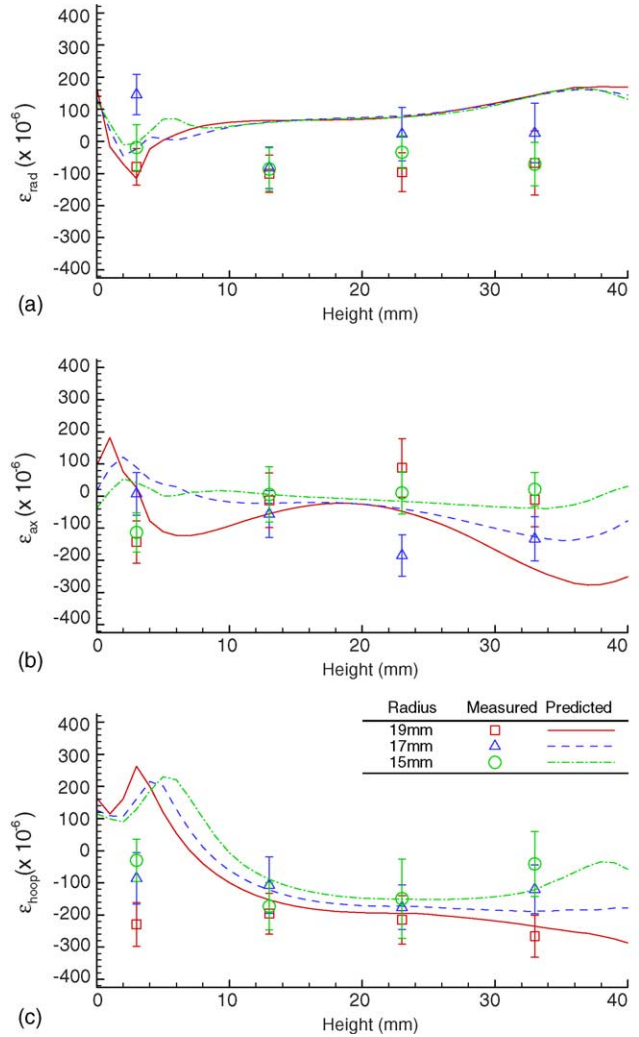 400
300
200
100
0
-100
-200
-300
-400
ε_rad (x 10^-6)
0 10 20 30 40
Height (mm)
(a)
400
300
200
100
0
-100
-200
-300
-400
ε_ax (x 10^-6)
0 10 20 30 40
Height (mm)
(b)
Radius Measured Predicted
19mm
17mm
15mm
400
300
200
100
0
-100
-200
-300
-400
ε_hoop (x 10^-6)
0 10 20 30 40
Height (mm)
(c)